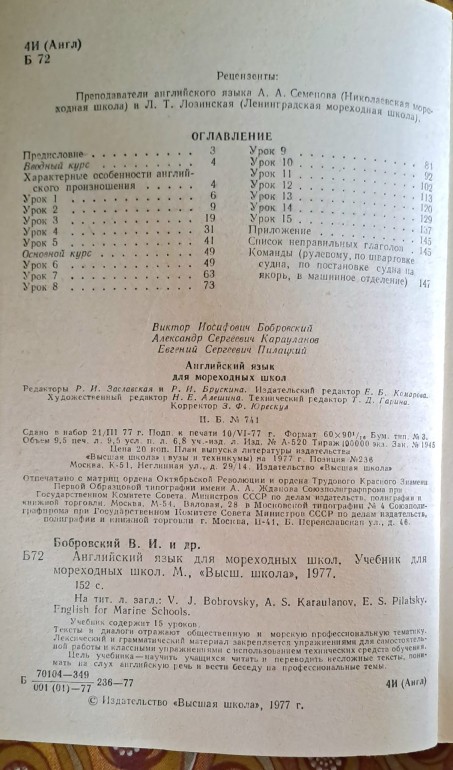 4И (Англ)
Б 72
Рецензенты:
Преподаватели английского языка А. А. Семенова (Николаевская море-
ходная школа) и Л. Т. Лозинская (Ленинградская мореходная школа).
ОГЛАВЛЕНИЕ
Предисловие . . . . . . . . . . 3
Вводный курс . . . . . . . . . . 4
Характерные особенности англий-
ского произношения . . . . . . . 4
Урок 1 . . . . . . . . . . 6
Урок 2 . . . . . . . . . . 9
Урок 3 . . . . . . . . . . 19
Урок 4 . . . . . . . . . . 31
Урок 5 . . . . . . . . . . 41
Основной курс . . . . . . . . . . 49
Урок 6 . . . . . . . . . . 49
Урок 7 . . . . . . . . . . 63
Урок 8 . . . . . . . . . . 73
Урок 9 . . . . . . . . . . 81
Урок 10 . . . . . . . . . . 92
Урок 11 . . . . . . . . . . 102
Урок 12 . . . . . . . . . . 113
Урок 13 . . . . . . . . . . 120
Урок 14 . . . . . . . . . . 129
Урок 15 . . . . . . . . . . 137
Приложение . . . . . . . . . . 145
Список неправильных глаголов . 145
Команды (рулевому, по швартовке
судна, по постановке судна на
якорь, в машинное отделение) 147
Виктор Иосифович Бобровский
Александр Сергеевич Карауланов
Евгений Сергеевич Пилацкий
Английский язык
для мореходных школ
Редакторы Р. И. Заславская и Р. Н. Брускина. Издательский редактор Е. Б. Комарова.
Художественный редактор Н. Е. Алешина. Технический редактор Т. Д. Гарина.
Корректор З. Ф. Юрескул
И. Б. № 741
Сдано в набор 21/III 77 г. Подп. к печати 10/VI-77 г. Формат 60×90¹/₁₆ Бум. тип. № 3.
Объем 9,5 печ. л. 9,5 усл. п. л. 6,8 уч.-изд. л. Изд. № А-520 Тираж 105000 экз. Зак. № 1945
Цена 20 коп. План выпуска литературы издательства
«Высшая школа» (вузы и техникумы) на 1977 г. Позиция № 236
Москва, К-51, Неглинная ул., д. 29/14. Издательство «Высшая школа»
Отпечатано с матриц ордена Октябрьской Революции и ордена Трудового Красного Знамени
Первой Образцовой типографии имени А. А. Жданова Союзполиграфпрома при
Государственном Комитете Совета Министров СССР по делам издательств, полиграфии и
книжной торговли. Москва, М-54, Валовая, 28 в Московской типографии № 4 Союзполи-
графпрома при Государственном Комитете Совета Министров СССР по делам издательств,
полиграфии и книжной торговли г. Москва, И-41, Б. Переяславская ул., д. 46.
Бобровский В. И. и др.
Б72 Английский язык для мореходных школ. Учебник для
мореходных школ. М., «Высш. школа», 1977.
152 с.
На тит. л. загл.: V. J. Bobrovsky, A. S. Karaulanov, E. S. Pilatsky.
English for Marine Schools.
Учебник содержит 15 уроков.
Тексты и диалоги отражают общественную и морскую профессиональную тематику.
Лексический и грамматический материал закрепляется упражнениями для самостоятель-
ной работы и классными упражнениями с использованием технических средств обучения.
Цель учебника — научить учащихся читать и переводить несложные тексты, пони-
мать на слух английскую речь и вести беседу на профессиональные темы.
Б 70104—349
001 (01)—77 236—77 4И (Англ)
© Издательство «Высшая школа», 1977 г.